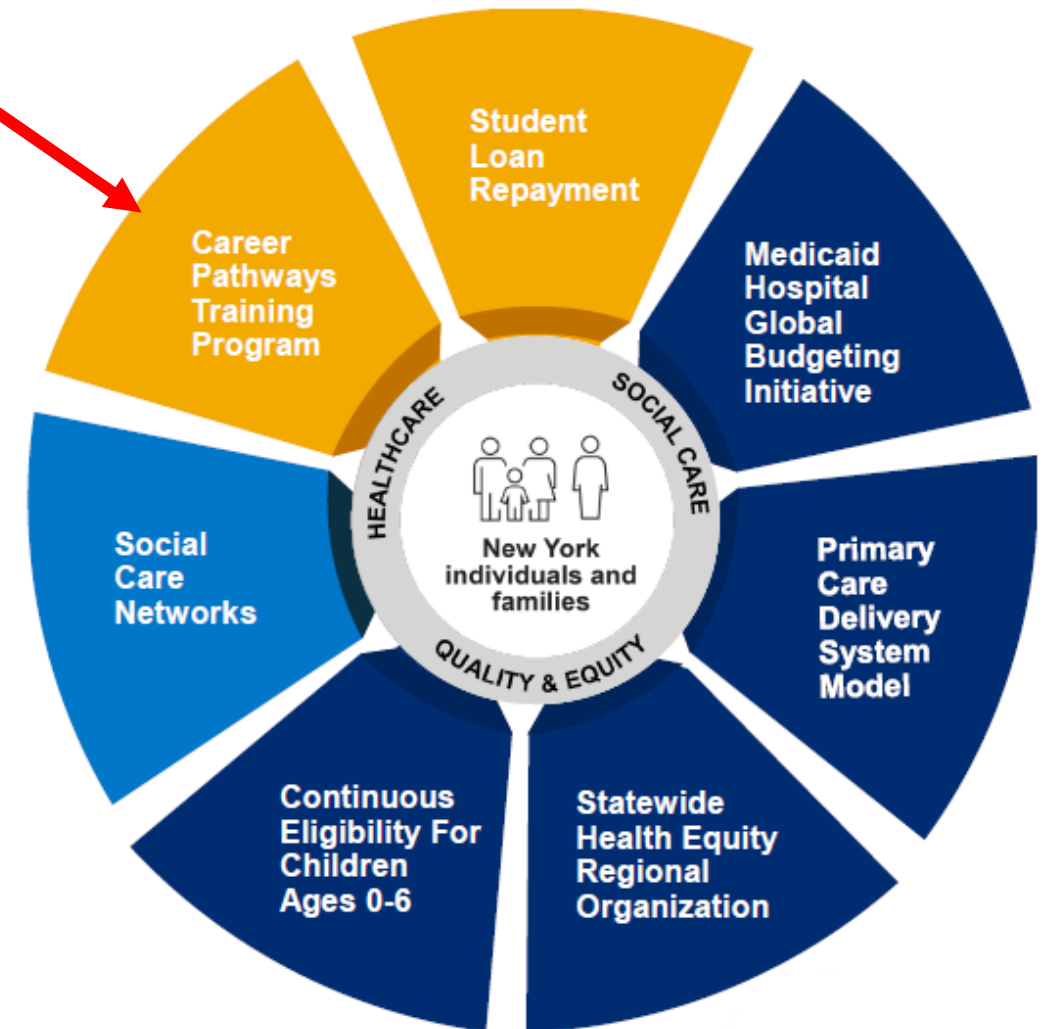 Student
Loan
Repayment
Career
Pathways
Training
Program
Medicaid
Hospital
Global
Budgeting
Initiative
HEALTHCARE
SOCIAL CARE
QUALITY & EQUITY
New York
individuals and
families
Social
Care
Networks
Primary
Care
Delivery
System
Model
Continuous
Eligibility For
Children
Ages 0-6
Statewide
Health Equity
Regional
Organization